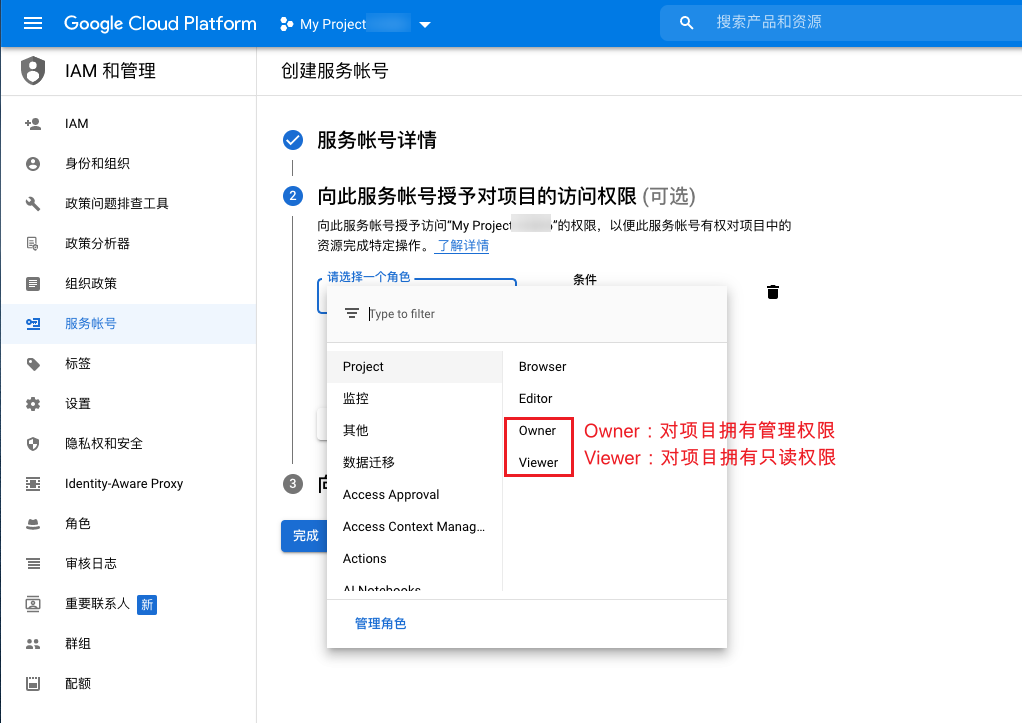 Google Cloud Platform
My Project
搜索产品和资源
IAM 和管理
创建服务帐号
IAM
身份和组织
政策问题排查工具
政策分析器
组织政策
服务帐号
标签
设置
隐私权和安全
Identity-Aware Proxy
角色
审核日志
重要联系人 新
群组
配额
服务帐号详情
2 向此服务帐号授予对项目的访问权限 (可选)
向此服务帐号授予访问“My Project”的权限，以便此服务帐号有权对项目中的
资源完成特定操作。 了解详情
请选择一个角色
条件
Type to filter
Project
监控
其他
数据迁移
Access Approval
Access Context Manag...
Actions
AI Notebooks
Browser
Editor
Owner
Viewer
Owner：对项目拥有管理权限
Viewer：对项目拥有只读权限
管理角色
3 向
完成